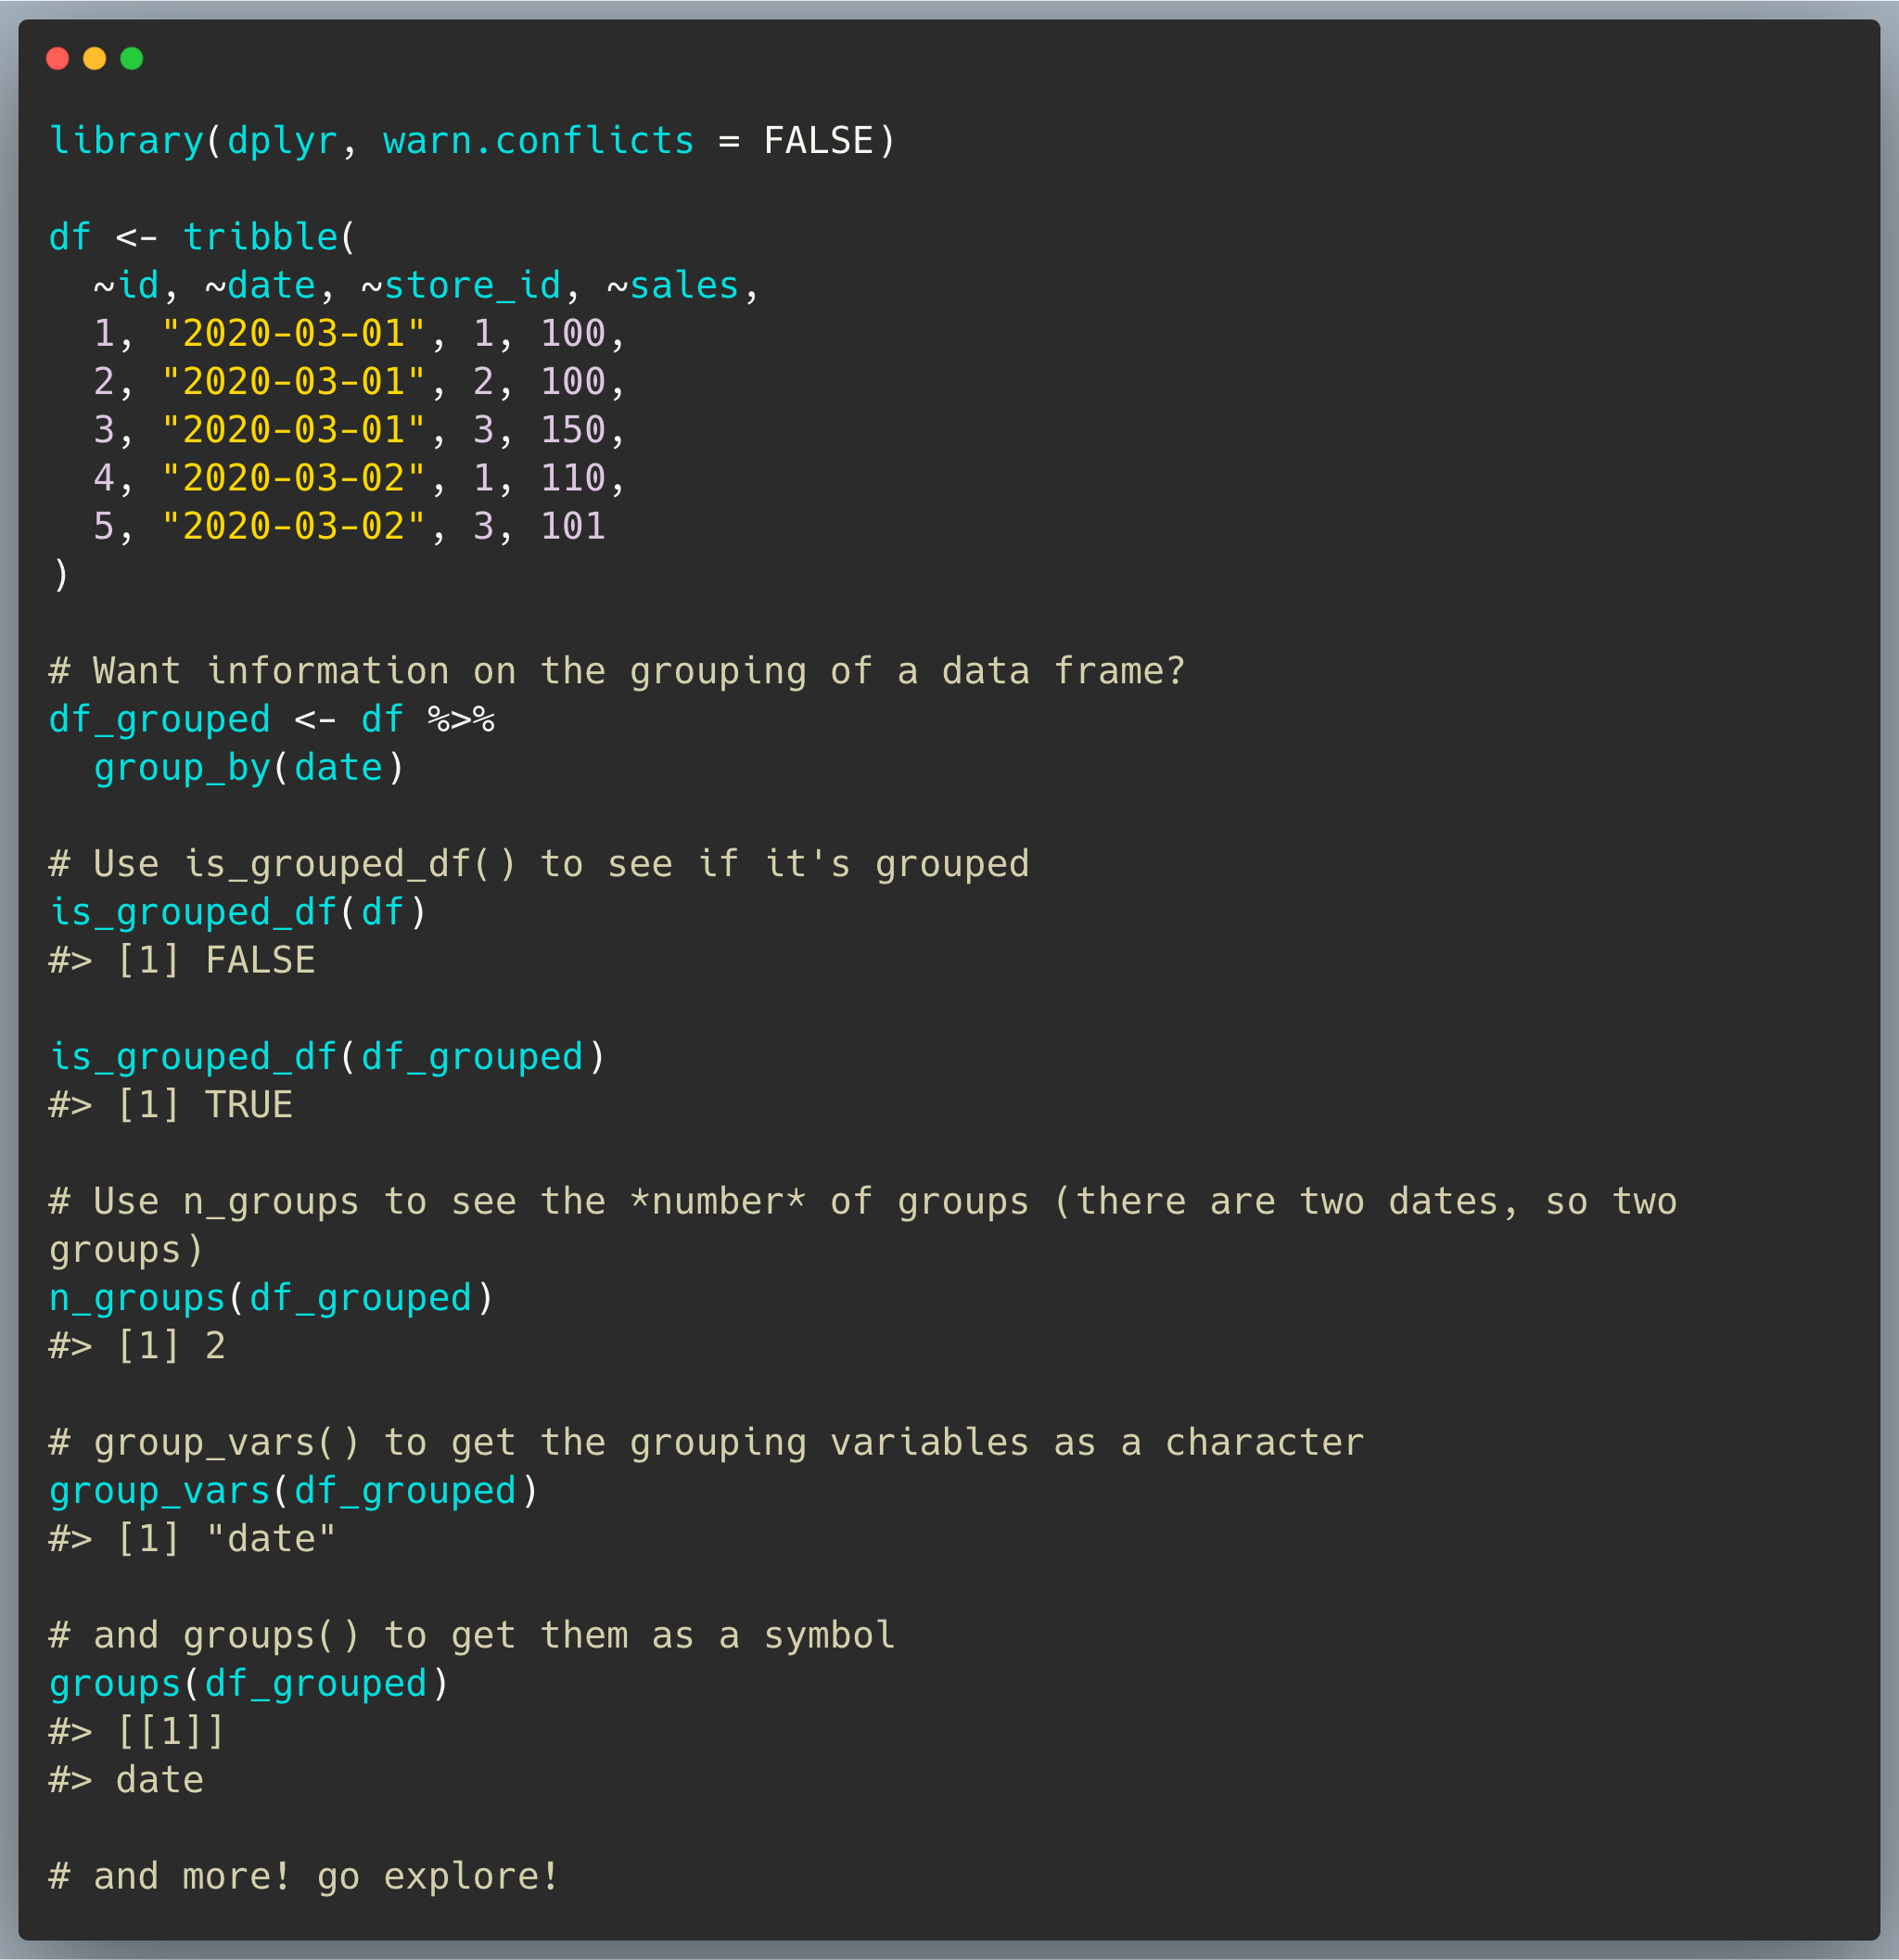 library(dplyr, warn.conflicts = FALSE)
df <- tribble(
  ~id, ~date, ~store_id, ~sales,
  1, "2020-03-01", 1, 100,
  2, "2020-03-01", 2, 100,
  3, "2020-03-01", 3, 150,
  4, "2020-03-02", 1, 110,
  5, "2020-03-02", 3, 101
)
# Want information on the grouping of a data frame?
df_grouped <- df %>%
  group_by(date)
# Use is_grouped_df() to see if it's grouped
is_grouped_df(df)
#> [1] FALSE
is_grouped_df(df_grouped)
#> [1] TRUE
# Use n_groups to see the *number* of groups (there are two dates, so two
groups)
n_groups(df_grouped)
#> [1] 2
# group_vars() to get the grouping variables as a character
group_vars(df_grouped)
#> [1] "date"
# and groups() to get them as a symbol
groups(df_grouped)
#> [[1]]
#> date
# and more! go explore!